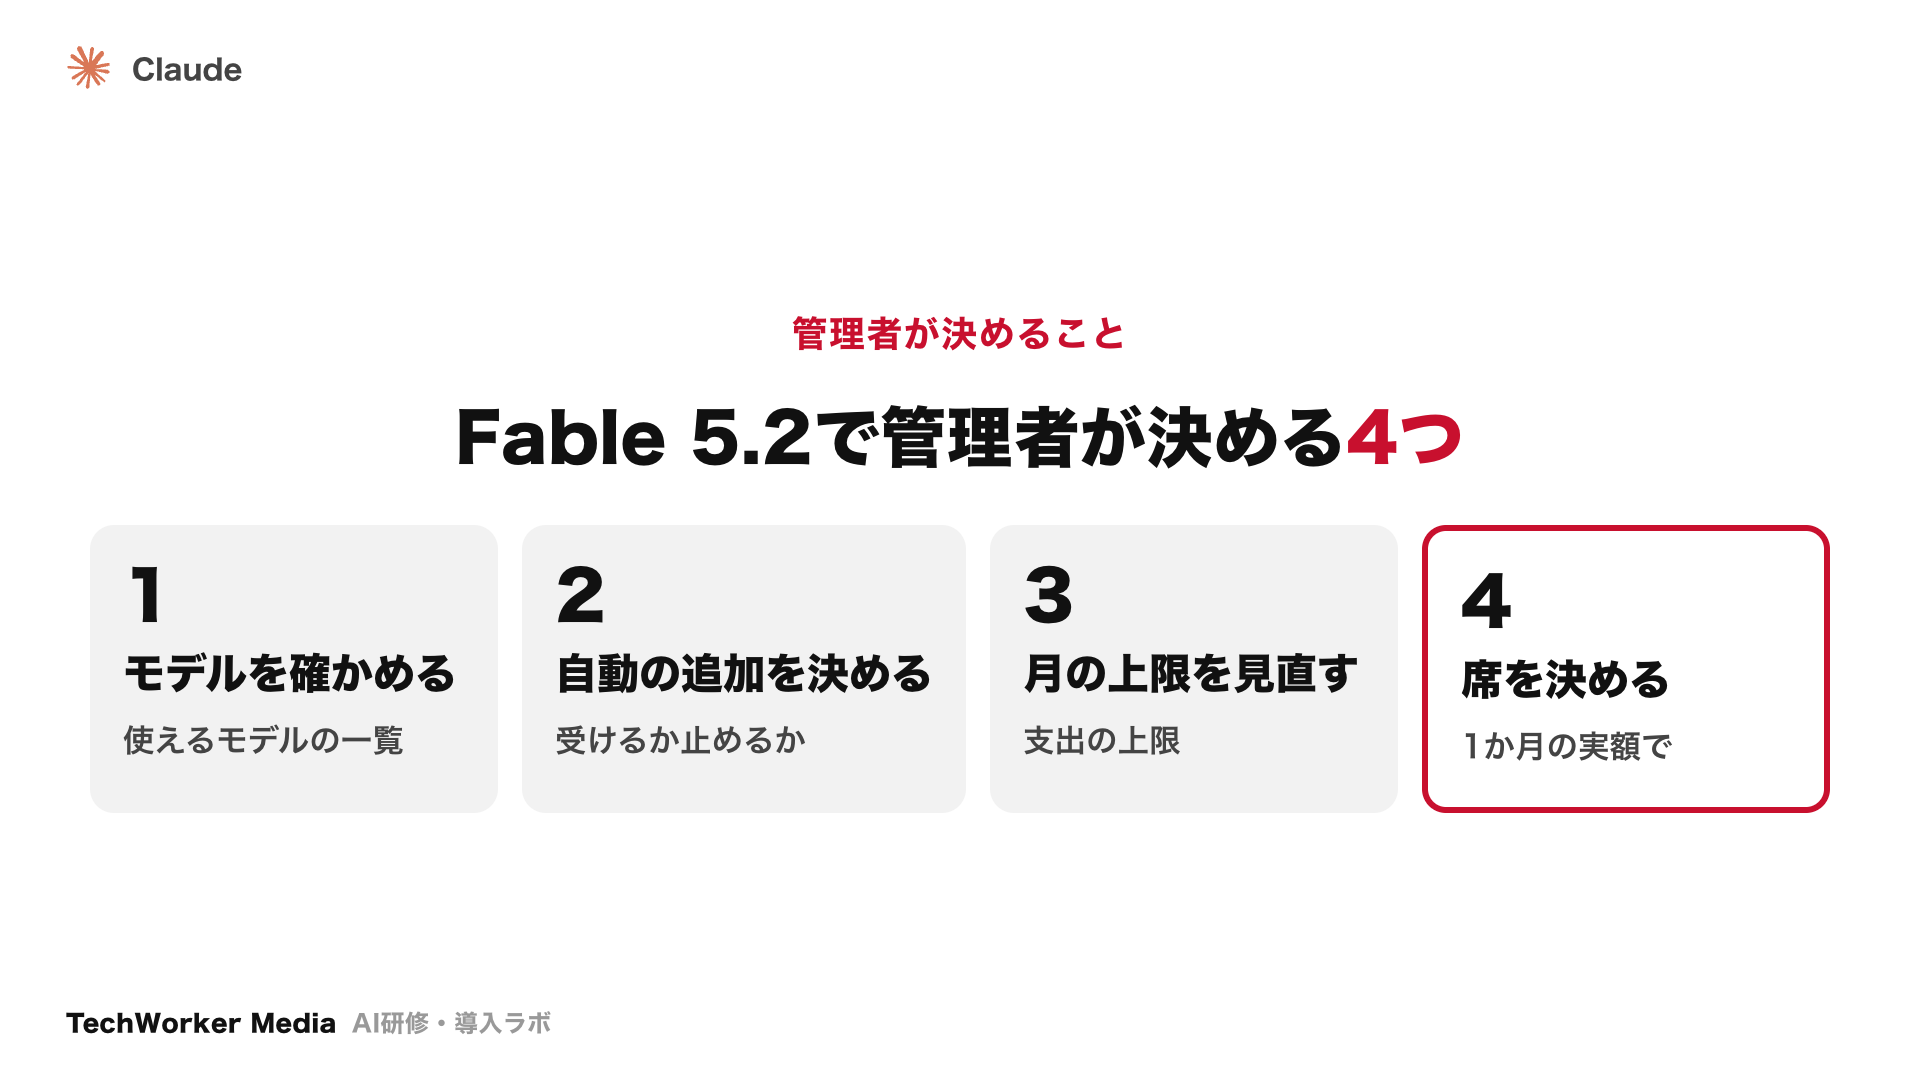 Claude
管理者が決めること
Fable 5.2で管理者が決める4つ
1
モデルを確かめる
使えるモデルの一覧
2
自動の追加を決める
受けるか止めるか
3
月の上限を見直す
支出の上限
4
席を決める
1か月の実額で
TechWorker Media AI研修・導入ラボ